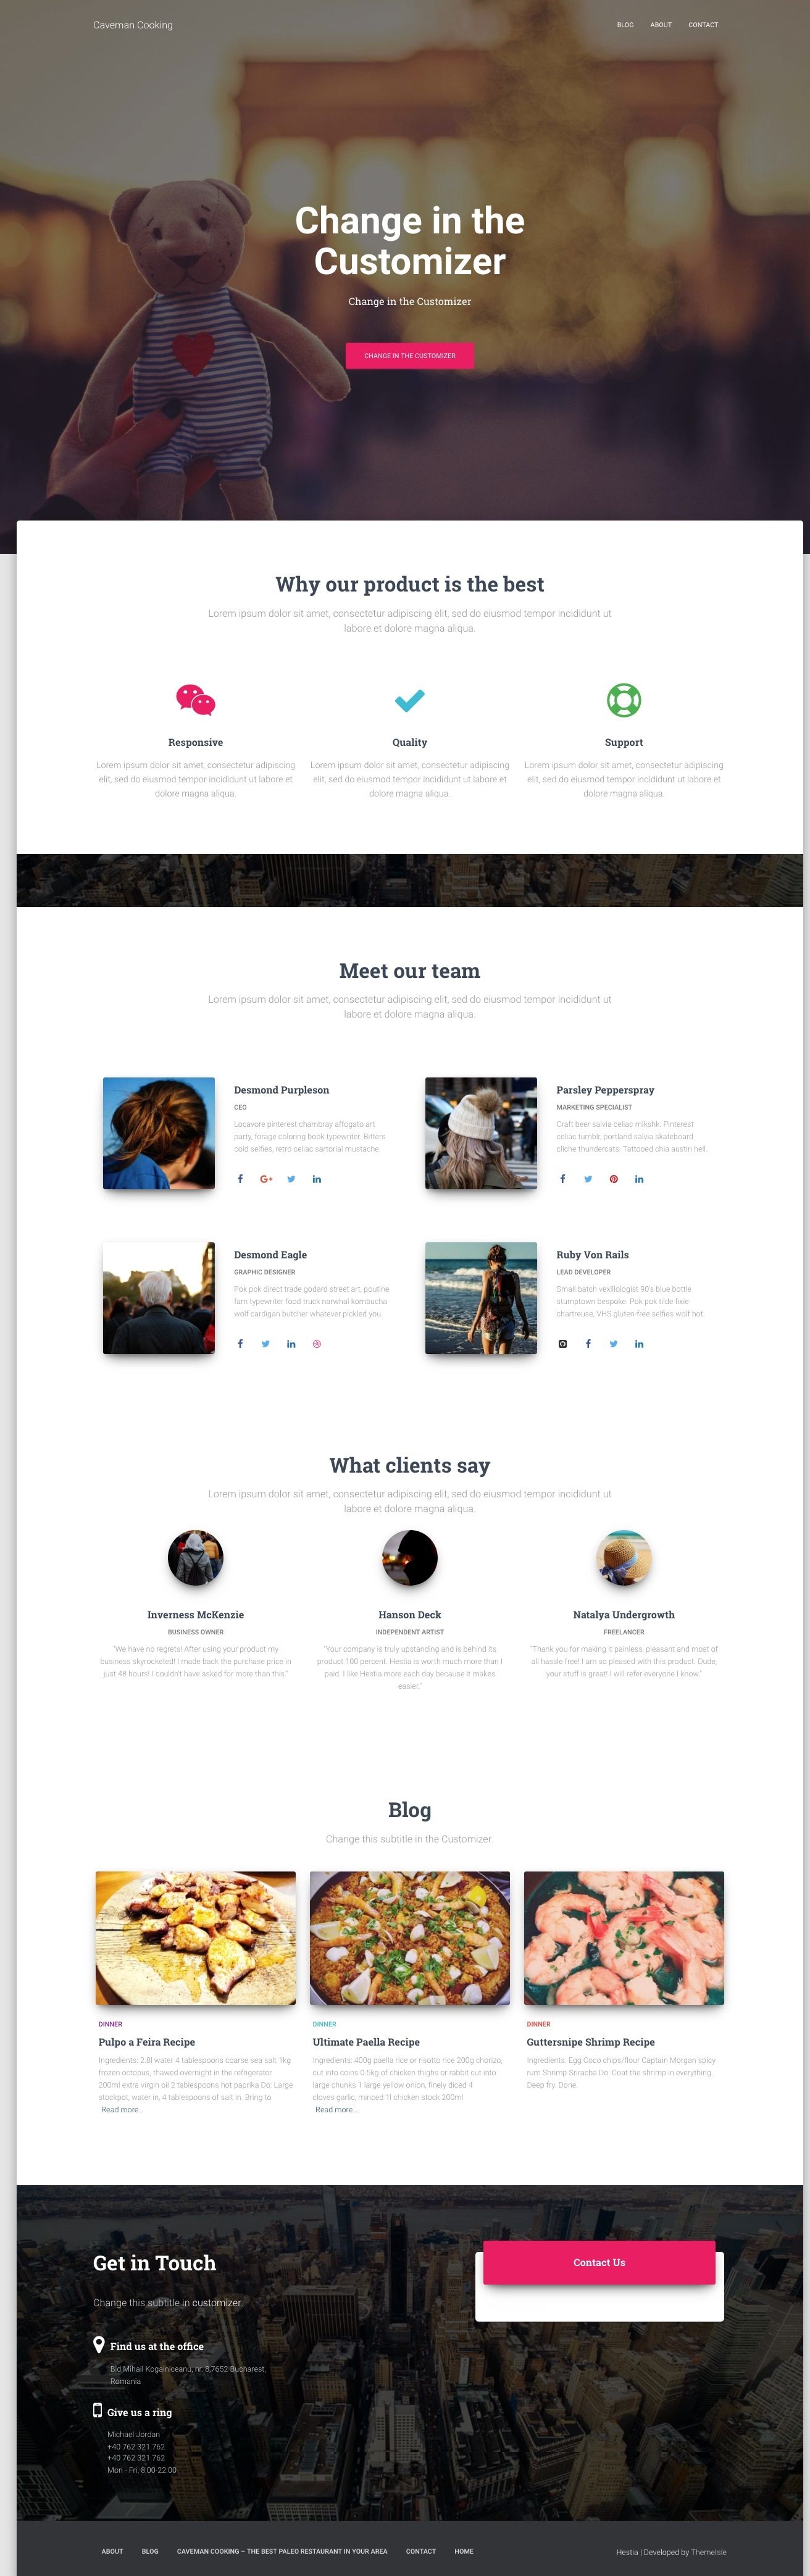 Caveman Cooking
BLOG ABOUT CONTACT
Change in the
Customizer
Change in the Customizer
CHANGE IN THE CUSTOMIZER
Why our product is the best
Lorem ipsum dolor sit amet, consectetur adipiscing elit, sed do eiusmod tempor incididunt ut
labore et dolore magna aliqua.
Responsive
Lorem ipsum dolor sit amet, consectetur adipiscing
elit, sed do eiusmod tempor incididunt ut labore et
dolore magna aliqua.
Quality
Lorem ipsum dolor sit amet, consectetur adipiscing
elit, sed do eiusmod tempor incididunt ut labore et
dolore magna aliqua.
Support
Lorem ipsum dolor sit amet, consectetur adipiscing
elit, sed do eiusmod tempor incididunt ut labore et
dolore magna aliqua.
Meet our team
Lorem ipsum dolor sit amet, consectetur adipiscing elit, sed do eiusmod tempor incididunt ut
labore et dolore magna aliqua.
Desmond Purpleson
CEO
Locavore pinterest chambray affogato art
party, forage coloring book typewriter. Bitters
cold selfies, retro celiac sartorial mustache.
Parsley Pepperspray
MARKETING SPECIALIST
Craft beer salvia celiac mlkshk. Pinterest
celiac tumblr, portland salvia skateboard
cliche thundercats. Tattooed chia austin hell.
Desmond Eagle
GRAPHIC DESIGNER
Pok pok direct trade godard street art, poutine
fam typewriter food truck narwhal kombucha
wolf cardigan butcher whatever pickled you.
Ruby Von Rails
LEAD DEVELOPER
Small batch vexillologist 90's blue bottle
stumptown bespoke. Pok pok tilde fixie
chartreuse, VHS gluten-free selfies wolf hot.
What clients say
Lorem ipsum dolor sit amet, consectetur adipiscing elit, sed do eiusmod tempor incididunt ut
labore et dolore magna aliqua.
Inverness McKenzie
BUSINESS OWNER
"We have no regrets! After using your product my
business skyrocketed! I made back the purchase price in
just 48 hours! I couldn't have asked for more than this."
Hanson Deck
INDEPENDENT ARTIST
"Your company is truly upstanding and is behind its
product 100 percent. Hestia is worth much more than I
paid. I like Hestia more each day because it makes
easier."
Natalya Undergrowth
FREELANCER
"Thank you for making it painless, pleasant and most of
all hassle free! I am so pleased with this product. Dude,
your stuff is great! I will refer everyone I know."
Blog
Change this subtitle in the Customizer.
DINNER
Pulpo a Feira Recipe
Ingredients: 2.8l water 4 tablespoons coarse sea salt 1kg
frozen octopus, thawed overnight in the refrigerator
200ml extra virgin oil 2 tablespoons hot paprika Do: Large
stockpot, water in, 4 tablespoons of salt in. Bring to
Read more…
DINNER
Ultimate Paella Recipe
Ingredients: 400g paella rice or risotto rice 200g chorizo,
cut into coins 0.5kg of chicken thighs or rabbit cut into
large chunks 1 large yellow onion, finely diced 4
cloves garlic, minced 1l chicken stock 200ml
Read more…
DINNER
Guttersnipe Shrimp Recipe
Ingredients: Egg Coco chips/flour Captain Morgan spicy
rum Shrimp Sriracha Do: Coat the shrimp in everything.
Deep fry. Done.
Get in Touch
Change this subtitle in customizer.
Contact Us
Find us at the office
Bld Mihail Kogalniceanu, nr. 8,7652 Bucharest,
Romania
Give us a ring
Michael Jordan
+40 762 321 762
+40 762 321 762
Mon - Fri, 8:00-22:00
ABOUT BLOG CAVEMAN COOKING – THE BEST PALEO RESTAURANT IN YOUR AREA CONTACT HOME
Hestia | Developed by ThemeIsle